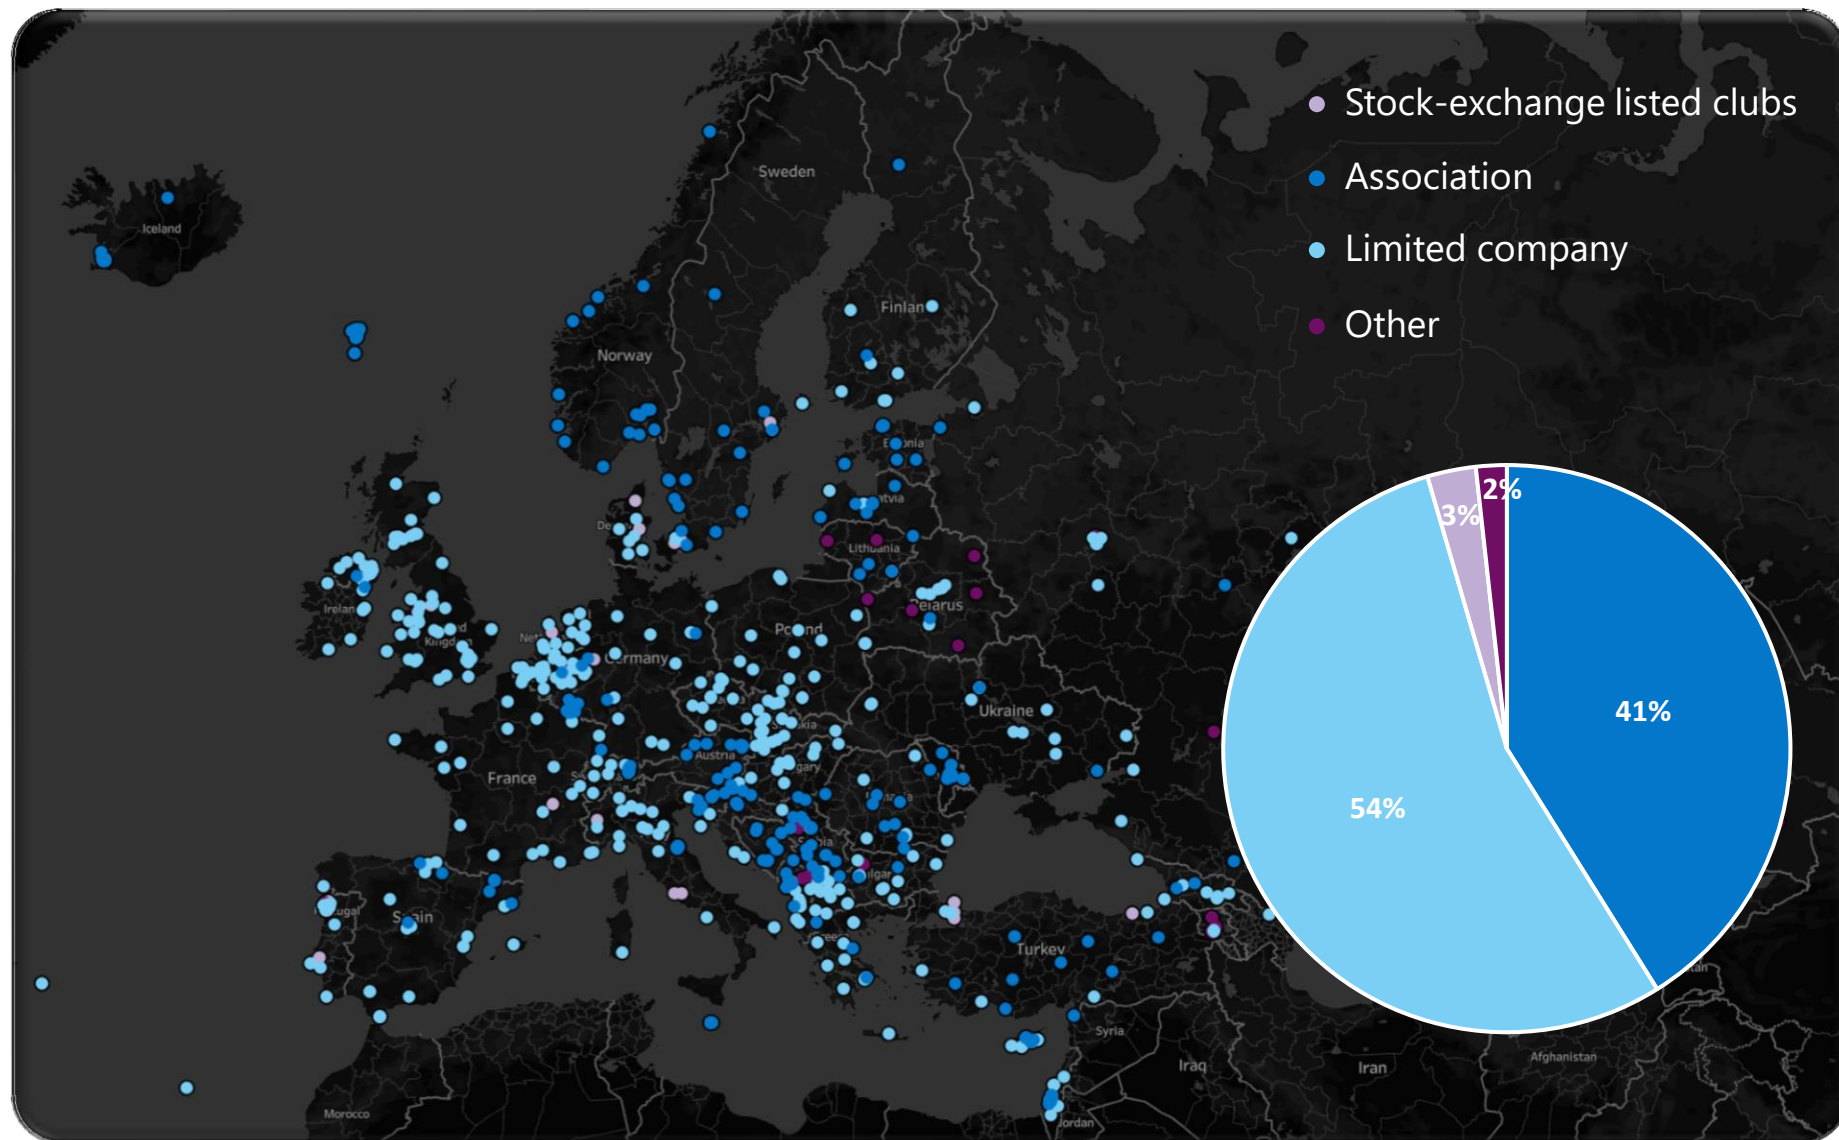 Stock-exchange listed clubs
Association
Limited company
Other
Sweden
Iceland
Finlan
Norway
Lithuania
Belarus
Poland
Germany
Ukraine
Austria
France
Spain
Turkey
Syria
Iraq
Iran
Afghanistan
Morocco
Jordan
2%
3%
41%
54%